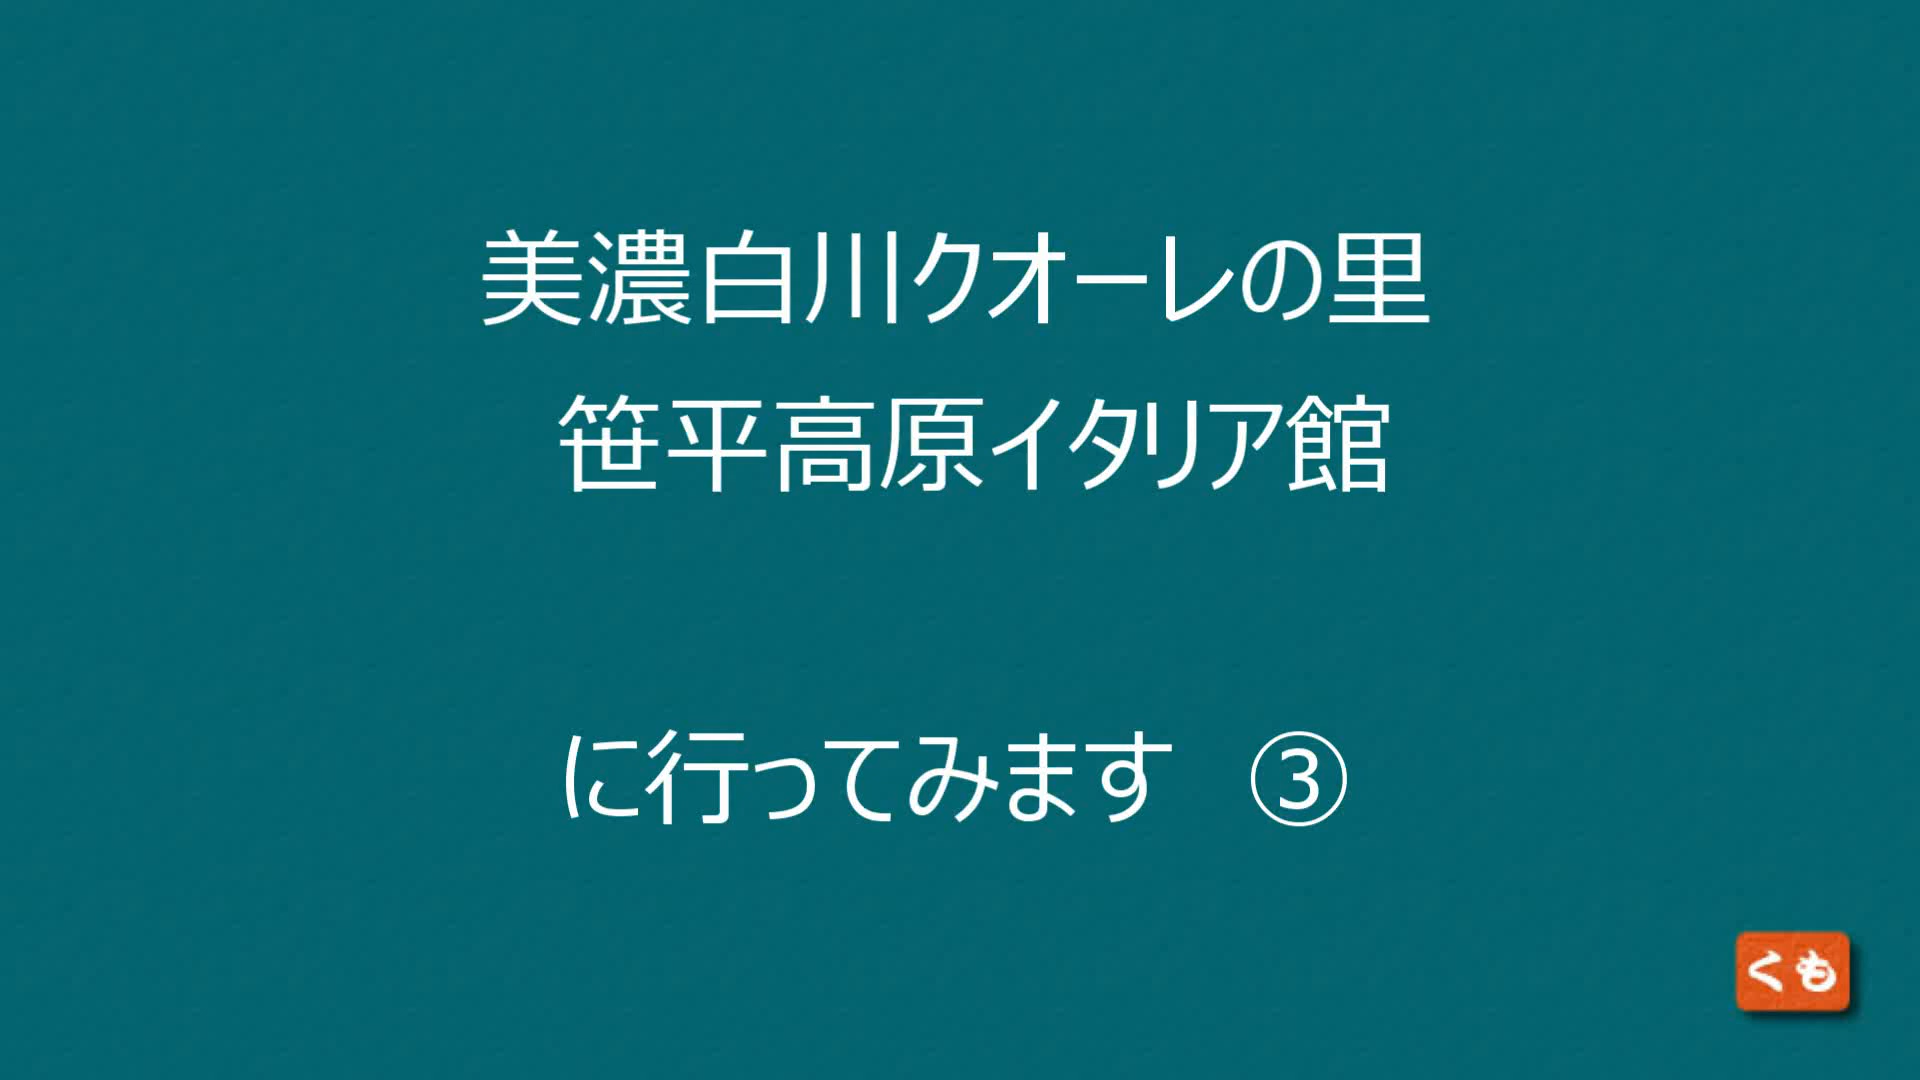 美濃白川クオーレの里
笹平高原イタリア館
に行ってみます　③
くも